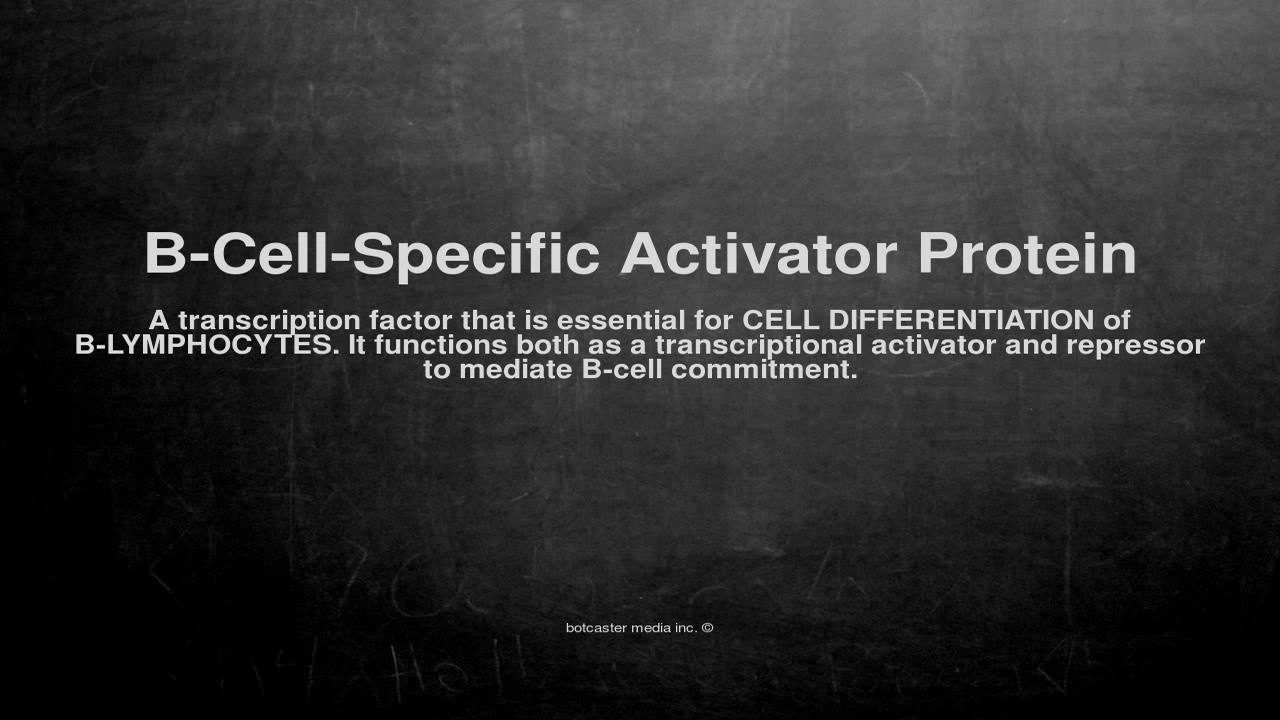 B-Cell-Specific Activator Protein
A transcription factor that is essential for CELL DIFFERENTIATION of
B-LYMPHOCYTES. It functions both as a transcriptional activator and repressor
to mediate B-cell commitment.
botcaster media inc. ©